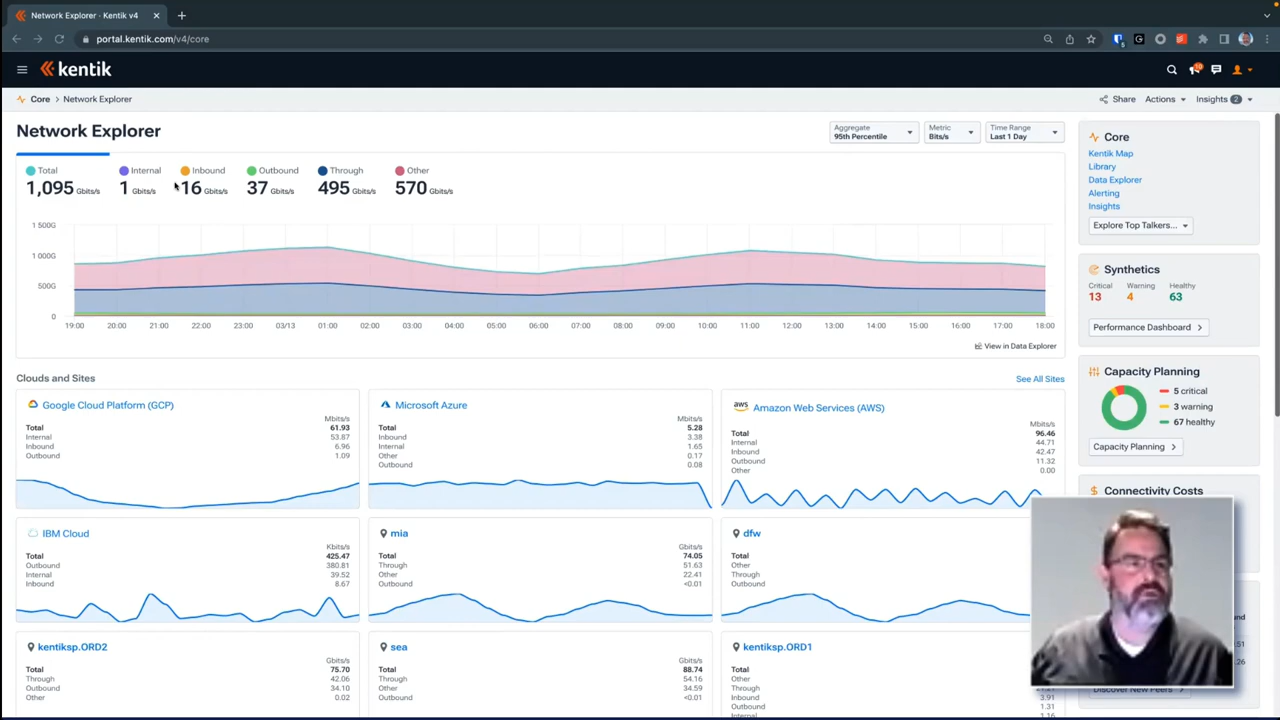 Network Explorer · Kentik v4
portal.kentik.com/v4/core
kentik
10
Core > Network Explorer
Share Actions Insights 2
Network Explorer
Aggregate
95th Percentile
Metric
Bits/s
Time Range
Last 1 Day
Total
1,095 Gbits/s
Internal
1 Gbits/s
Inbound
16 Gbits/s
Outbound
37 Gbits/s
Through
495 Gbits/s
Other
570 Gbits/s
1 500G
1 000G
500G
0
19:00 20:00 21:00 22:00 23:00 03/13 01:00 02:00 03:00 04:00 05:00 06:00 07:00 08:00 09:00 10:00 11:00 12:00 13:00 14:00 15:00 16:00 17:00 18:00
View in Data Explorer
Clouds and Sites
See All Sites
Google Cloud Platform (GCP)
Mbits/s
Total 61.93
Internal 53.87
Inbound 6.96
Outbound 1.09
Microsoft Azure
Mbits/s
Total 5.28
Inbound 3.38
Internal 1.65
Other 0.17
Outbound 0.08
aws
Amazon Web Services (AWS)
Mbits/s
Total 96.46
Internal 44.71
Inbound 42.47
Outbound 11.32
Other 0.00
IBM Cloud
Kbits/s
Total 425.47
Outbound 380.81
Internal 39.52
Inbound 8.67
mia
Gbits/s
Total 74.05
Through 51.63
Other 22.41
Outbound <0.01
dfw
Total
Other
Through
Outbound
kentiksp.ORD2
Gbits/s
Total 75.70
Through 42.06
Outbound 34.10
Other 0.02
sea
Gbits/s
Total 88.74
Through 54.16
Other 34.59
Outbound <0.01
kentiksp.ORD1
Total
Other
Through
Inbound 3.91
Outbound 1.31
Internal 1.16
Core
Kentik Map
Library
Data Explorer
Alerting
Insights
Explore Top Talkers...
Synthetics
Critical
13
Warning
4
Healthy
63
Performance Dashboard >
Capacity Planning
5 critical
3 warning
67 healthy
Capacity Planning >
Connectivity Costs
Discover New Peers >